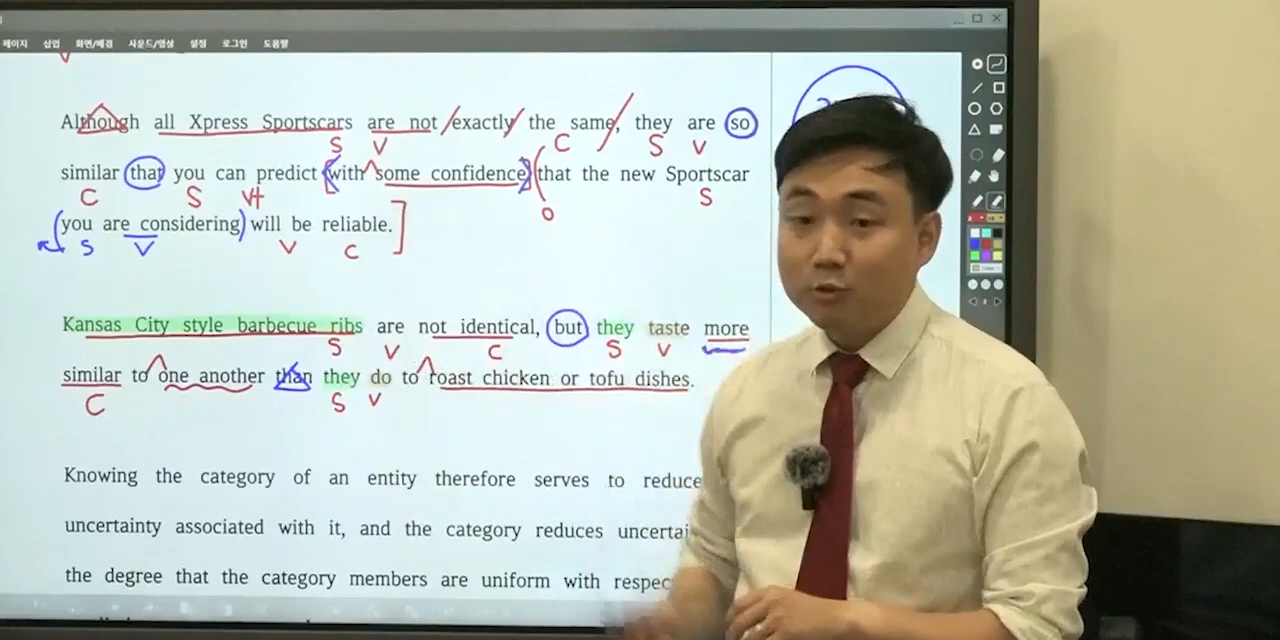 페이지 삽입 화면/배경 사운드/영상 설정 로그인 도움말
Although all Xpress Sportscars are not exactly the same, they are so
S V C S V
similar that you can predict with some confidence that the new Sportscar
C S Vt O S
you are considering will be reliable.
S V V C
Kansas City style barbecue ribs are not identical, but they taste more
S V C S V
similar to one another than they do to roast chicken or tofu dishes.
C S V
Knowing the category of an entity therefore serves to reduce
uncertainty associated with it, and the category reduces
the degree that the category members are uniform with